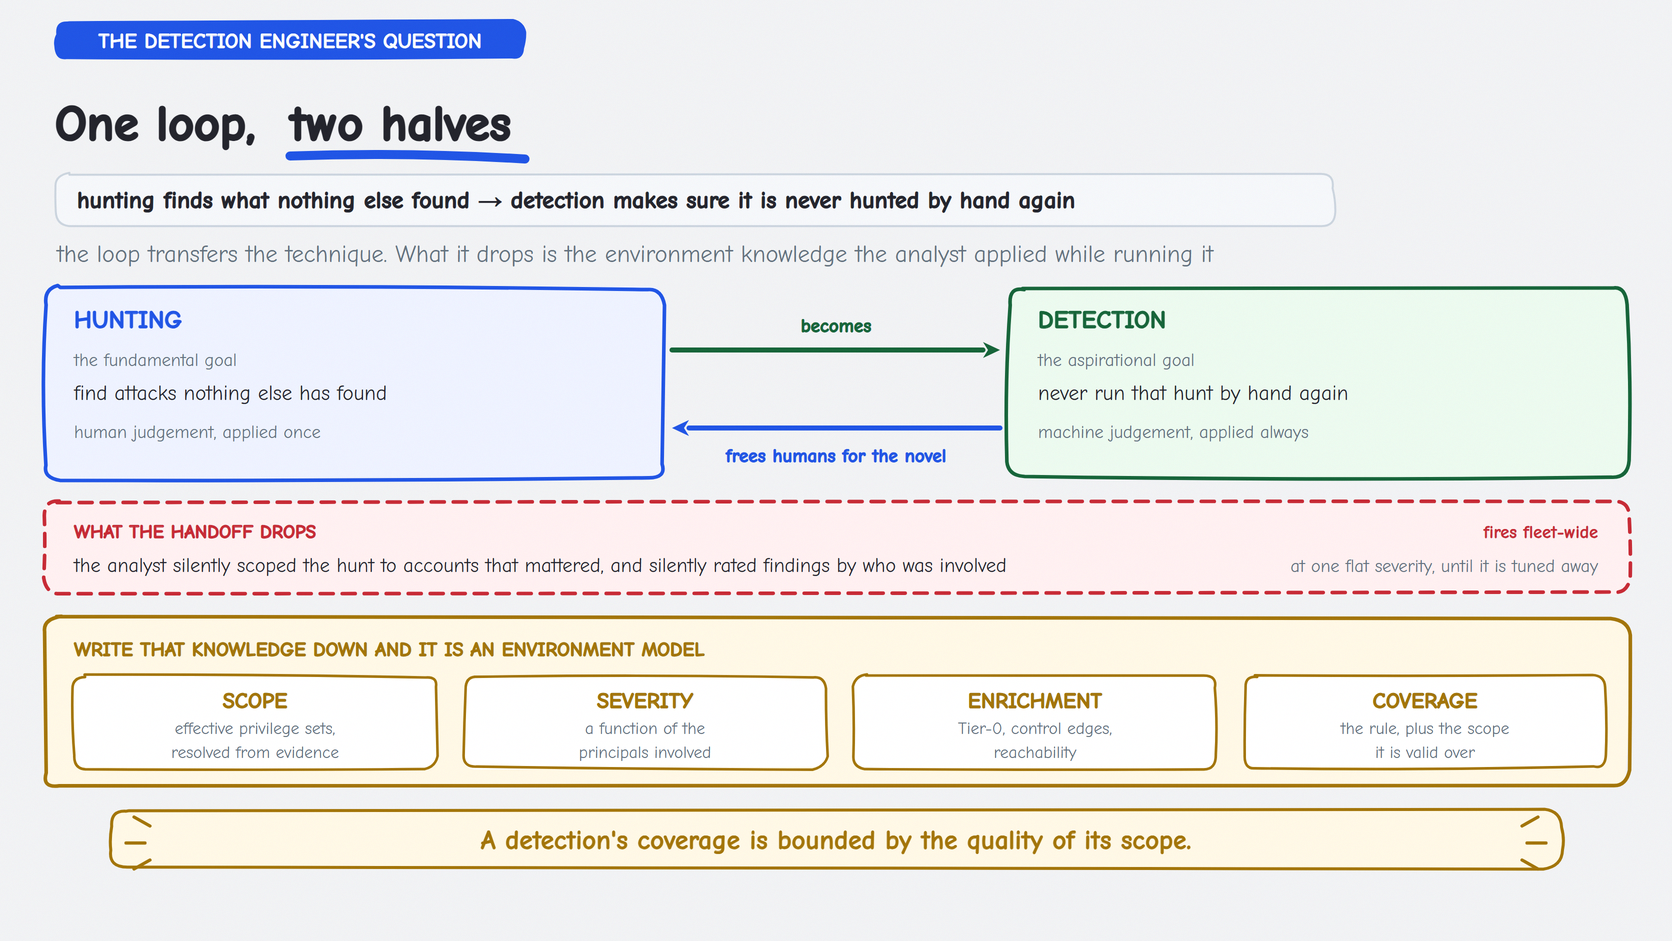 THE DETECTION ENGINEER'S QUESTION
One loop, two halves
hunting finds what nothing else found → detection makes sure it is never hunted by hand again
the loop transfers the technique. What it drops is the environment knowledge the analyst applied while running it
HUNTING
the fundamental goal
find attacks nothing else has found
human judgement, applied once
becomes
frees humans for the novel
DETECTION
the aspirational goal
never run that hunt by hand again
machine judgement, applied always
WHAT THE HANDOFF DROPS
the analyst silently scoped the hunt to accounts that mattered, and silently rated findings by who was involved
fires fleet-wide
at one flat severity, until it is tuned away
WRITE THAT KNOWLEDGE DOWN AND IT IS AN ENVIRONMENT MODEL
SCOPE
effective privilege sets,
resolved from evidence
SEVERITY
a function of the
principals involved
ENRICHMENT
Tier-0, control edges,
reachability
COVERAGE
the rule, plus the scope
it is valid over
A detection's coverage is bounded by the quality of its scope.